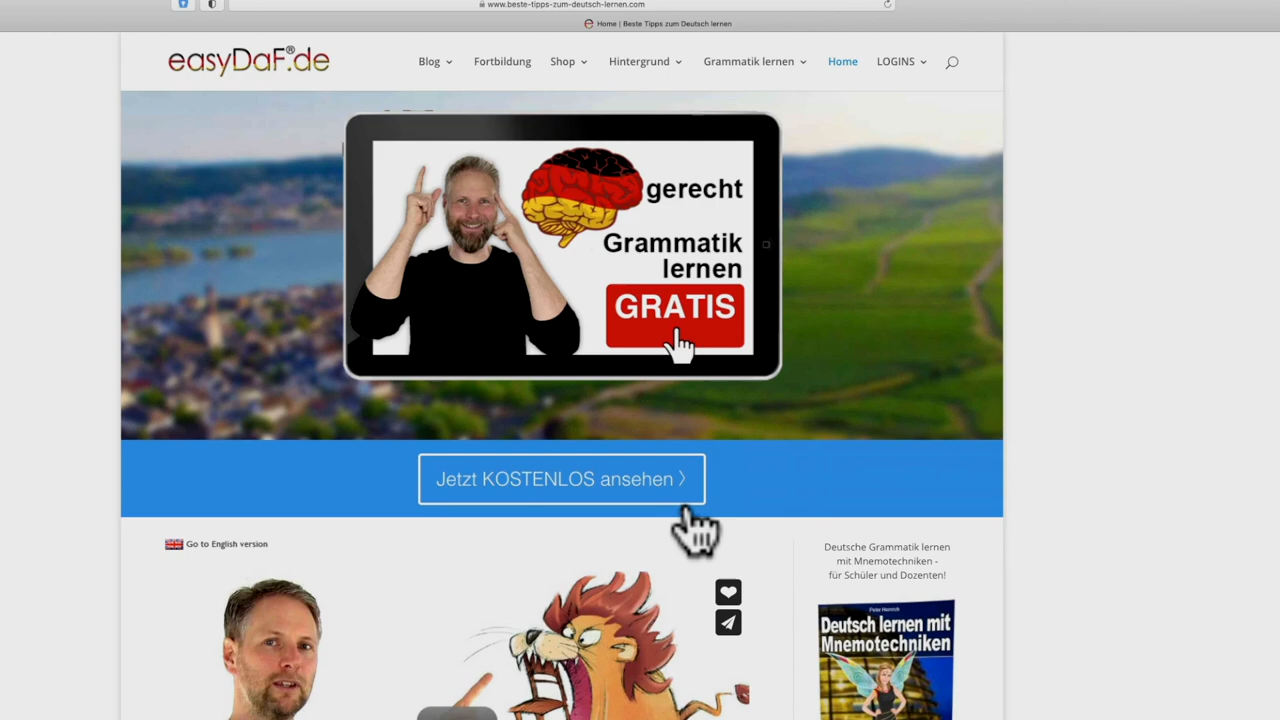 www.beste-tipps-zum-deutsch-lernen.com
Home | Beste Tipps zum Deutsch lernen
easyDaF.de®
Blog
Fortbildung
Shop
Hintergrund
Grammatik lernen
Home
LOGINS
gerecht
Grammatik
lernen
GRATIS
Jetzt KOSTENLOS ansehen
Go to English version
Deutsche Grammatik lernen
mit Mnemotechniken -
für Schüler und Dozenten!
Peter Heinrich
Deutsch lernen mit
Mnemotechniken